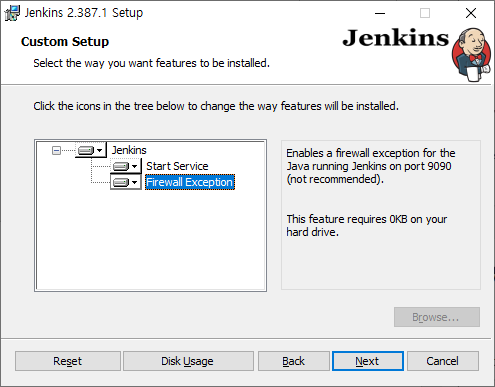 Jenkins 2.387.1 Setup
Custom Setup
Select the way you want features to be installed.
Jenkins
Click the icons in the tree below to change the way features will be installed.
Jenkins
Start Service
Firewall Exception
Enables a firewall exception for the
Java running Jenkins on port 9090
(not recommended).
This feature requires 0KB on your
hard drive.
Browse...
Reset
Disk Usage
Back
Next
Cancel